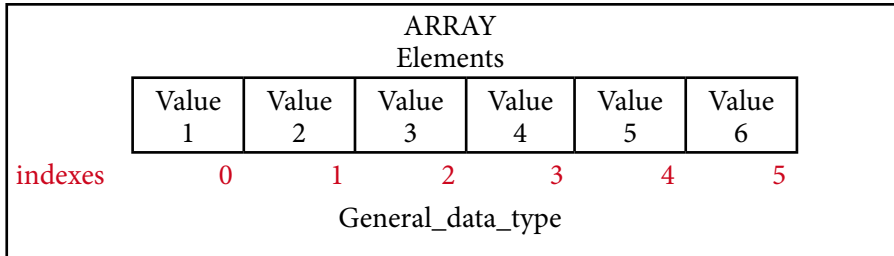 ARRAY
Elements
Value Value Value Value Value Value
1 2 3 4 5 6
indexes 0 1 2 3 4 5
General_data_type